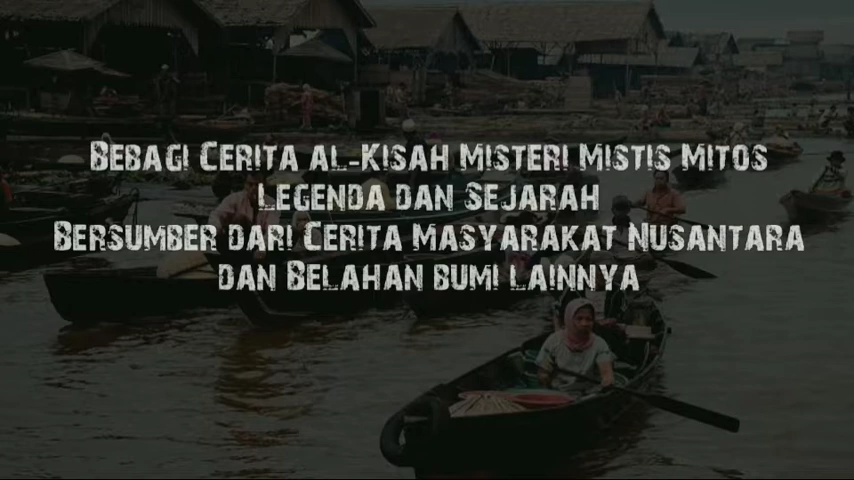 Bebagi Cerita al-Kisah Misteri Mistis Mitos
Legenda dan Sejarah
Bersumber dari Cerita Masyarakat Nusantara
dan Belahan bumi lainnya